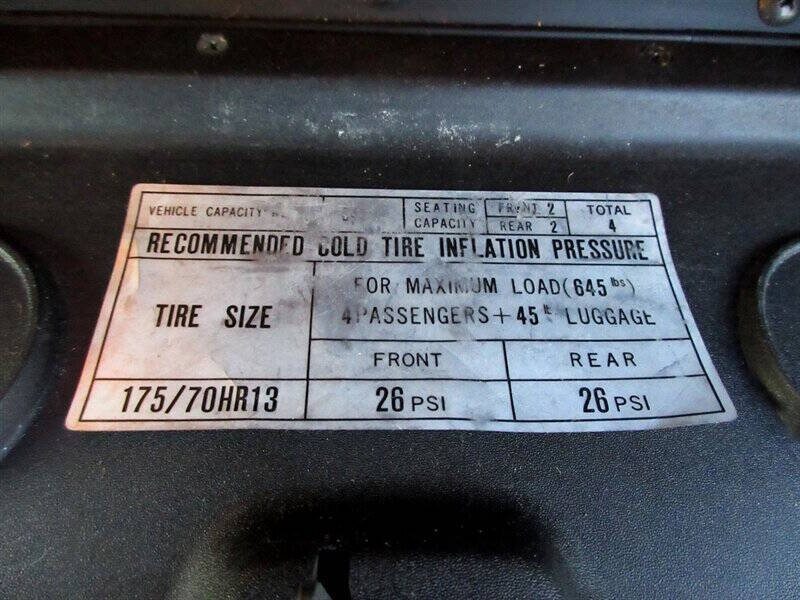 VEHICLE CAPACITY
SEATING CAPACITY
FRONT 2
REAR 2
TOTAL 4
RECOMMENDED COLD TIRE INFLATION PRESSURE
TIRE SIZE
FOR MAXIMUM LOAD(645 lbs)
4PASSENGERS+45 LUGGAGE
FRONT
REAR
175/70HR13
26 PSI
26 PSI